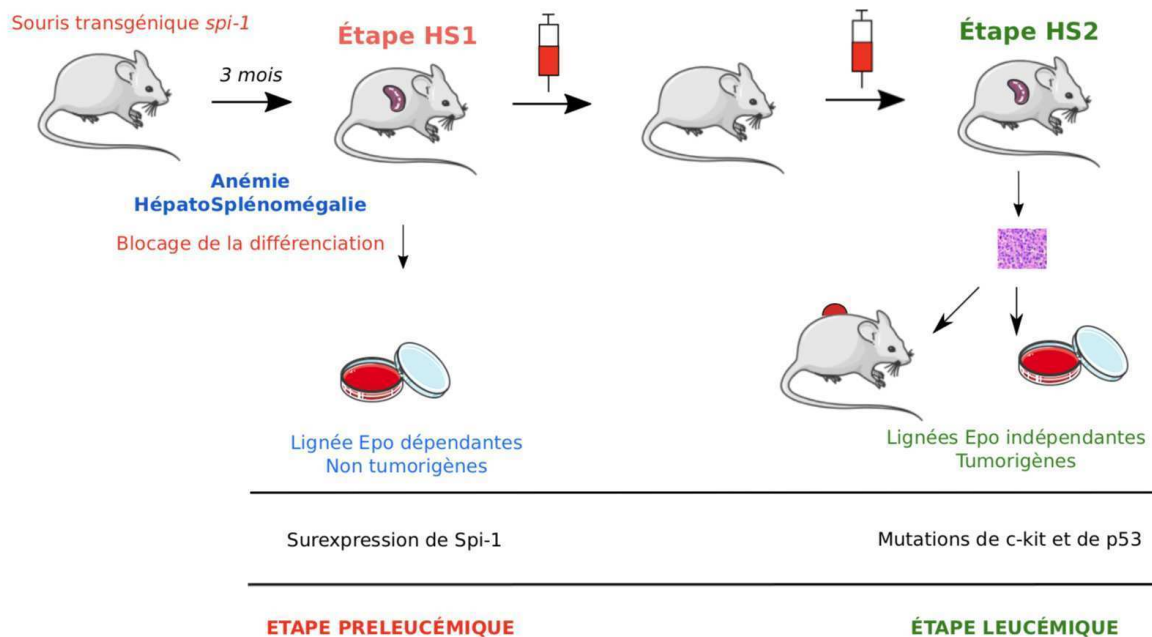 Souris transgénique spi-1
3 mois
Étape HS1
Étape HS2
Anémie
HépatoSplénomégalie
Blocage de la différenciation
Lignée Epo dépendantes
Non tumorigènes
Lignées Epo indépendantes
Tumorigènes
Surexpression de Spi-1
Mutations de c-kit et de p53
ETAPE PRELEUCÉMIQUE
ÉTAPE LEUCÉMIQUE